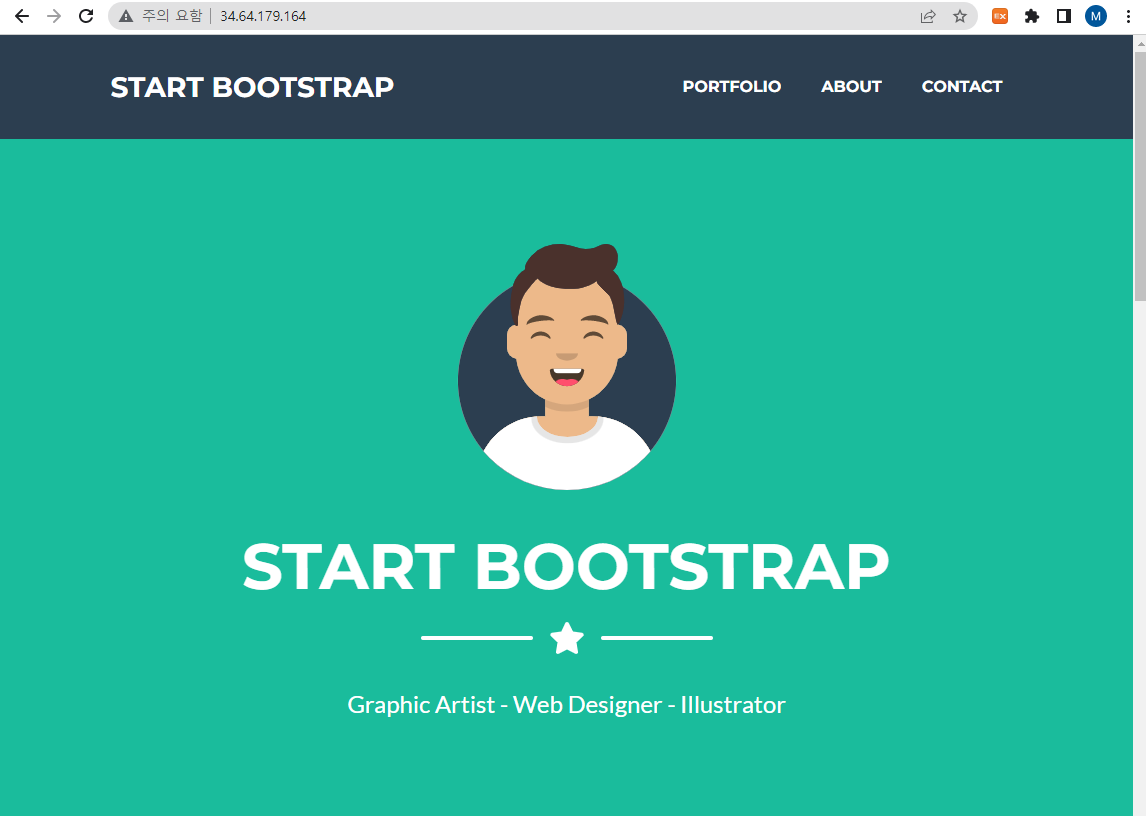 주의 요함 34.64.179.164
EX
M
START BOOTSTRAP PORTFOLIO ABOUT CONTACT
START BOOTSTRAP
Graphic Artist - Web Designer - Illustrator